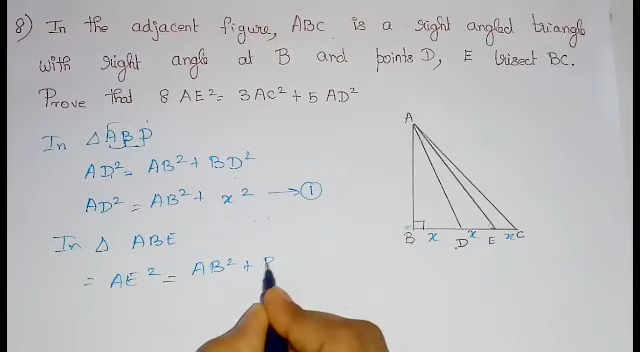 8) In the adjacent figure, ABC is a right angled triangle
with right angle at B and points D, E trisect BC.
Prove that 8 AE² = 3AC² + 5 AD²
In △ ABD
AD² = AB² + BD²
AD² = AB² + x² → ①
In △ ABE
= AE² = AB² + B
A
B x D x E x C